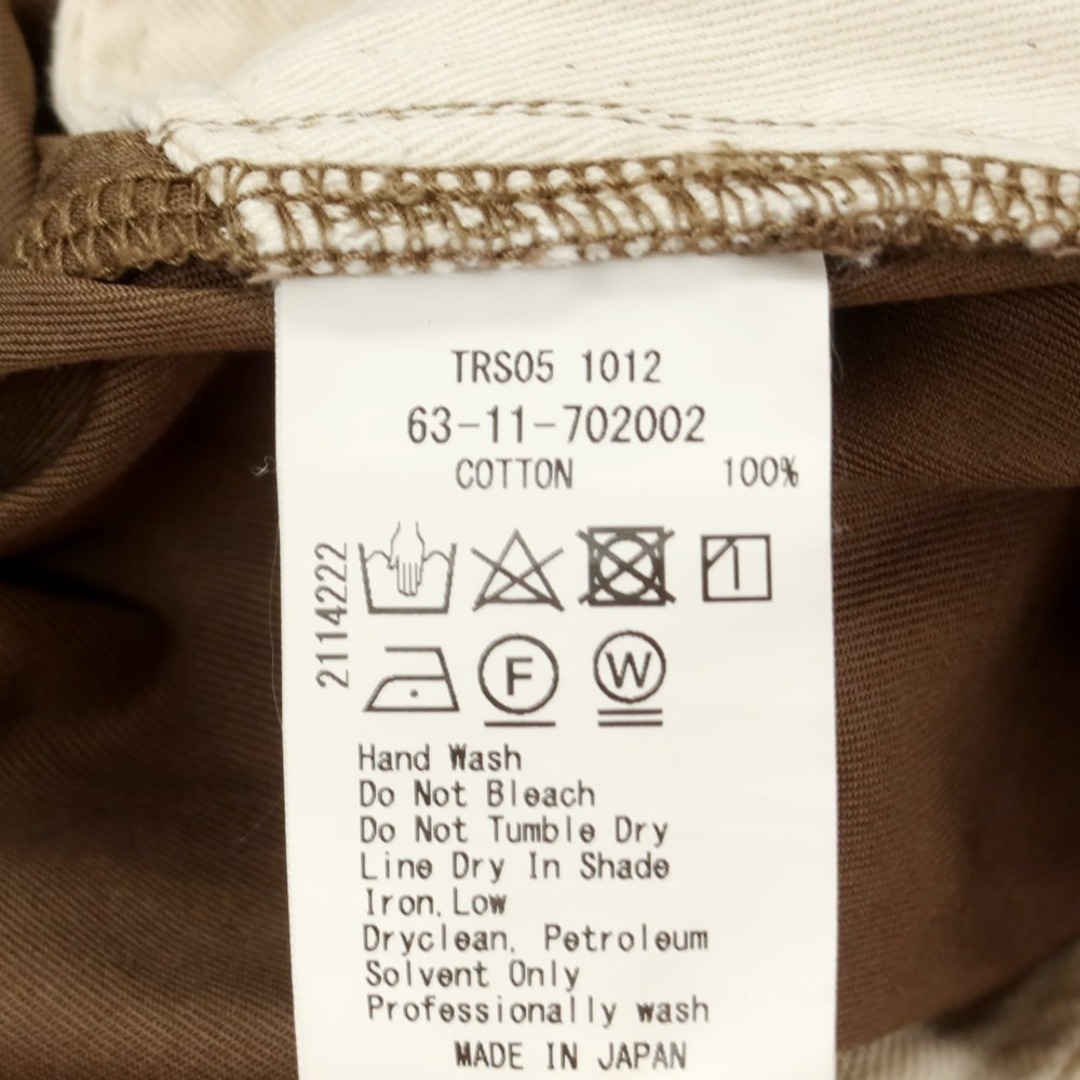 TRS05 1012
63-11-702002
COTTON 100%
2114222
F W
Hand Wash
Do Not Bleach
Do Not Tumble Dry
Line Dry In Shade
Iron. Low
Dryclean. Petroleum
Solvent Only
Professionally wash
MADE IN JAPAN